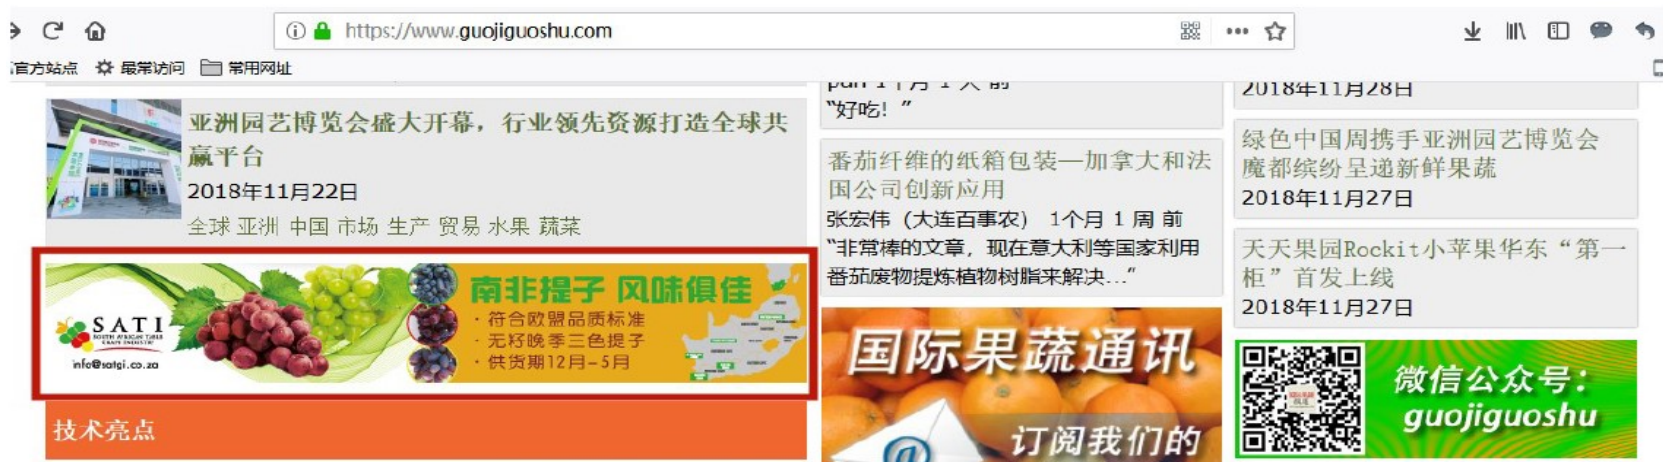 https://www.guojiguoshu.com
官方站点 最常访问 常用网址
亚洲园艺博览会盛大开幕，行业领先资源打造全球共
赢平台
2018年11月22日
全球 亚洲 中国 市场 生产 贸易 水果 蔬菜
SATI
SOUTH AFRICAN TABLE
GRAPE INDUSTRY
info@satgi.co.za
南非提子 风味俱佳
·符合欧盟品质标准
·无籽晚季三色提子
·供货期12月-5月
技术亮点
“好吃！”
番茄纤维的纸箱包装—加拿大和法
国公司创新应用
张宏伟（大连百事农） 1个月 1 周 前
“非常棒的文章，现在意大利等国家利用
番茄废物提炼植物树脂来解决…”
国际果蔬通讯
订阅我们的
2018年11月28日
绿色中国周携手亚洲园艺博览会
魔都缤纷呈递新鲜果蔬
2018年11月27日
天天果园Rockit小苹果华东“第一
柜”首发上线
2018年11月27日
微信公众号：
guojiguoshu